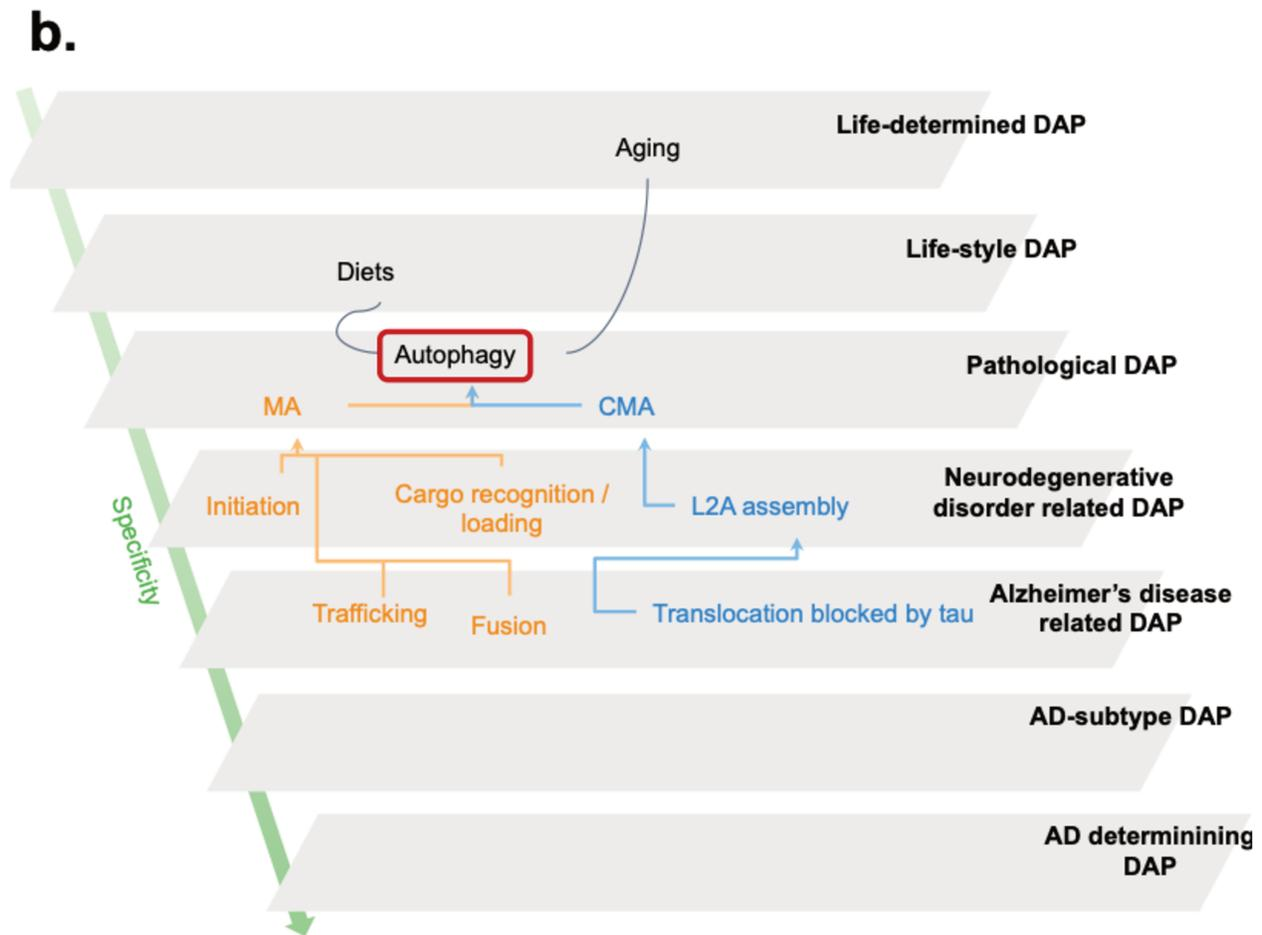 b.
Life-determined DAP
Aging
Life-style DAP
Diets
Autophagy
Pathological DAP
MA
CMA
Neurodegenerative
disorder related DAP
Initiation
Cargo recognition /
loading
L2A assembly
Specificity
Alzheimer’s disease
related DAP
Trafficking
Fusion
Translocation blocked by tau
AD-subtype DAP
AD determinining
DAP